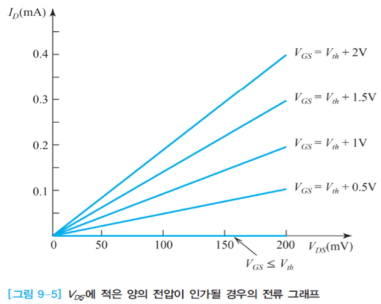 I_D(mA)
0.4
V_GS = V_th + 2V
0.3
V_GS = V_th + 1.5V
0.2
V_GS = V_th + 1V
0.1
V_GS = V_th + 0.5V
0 50 100 150 200 V_DS(mV)
V_GS ≤ V_th
[그림 9-5] V_DS에 적은 양의 전압이 인가될 경우의 전류 그래프